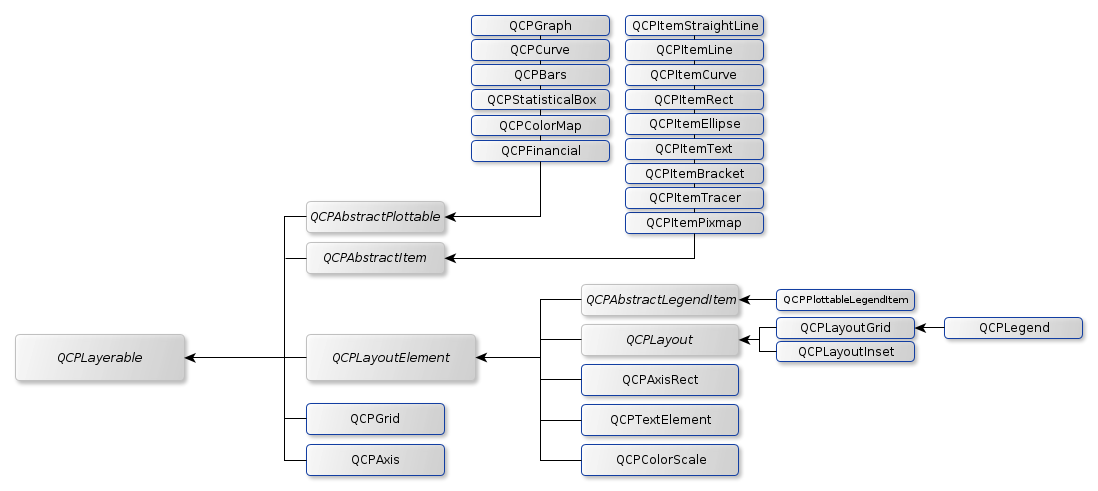 QCPGraph
QCPCurve
QCPBars
QCPStatisticalBox
QCPColorMap
QCPFinancial
QCPItemStraightLine
QCPItemLine
QCPItemCurve
QCPItemRect
QCPItemEllipse
QCPItemText
QCPItemBracket
QCPItemTracer
QCPItemPixmap
QCPAbstractPlottable
QCPAbstractItem
QCPAbstractLegendItem
QCPPlottableLegendItem
QCPLayout
QCPLayoutGrid
QCPLegend
QCPLayoutInset
QCPLayerable
QCPLayoutElement
QCPAxisRect
QCPGrid
QCPTextElement
QCPAxis
QCPColorScale